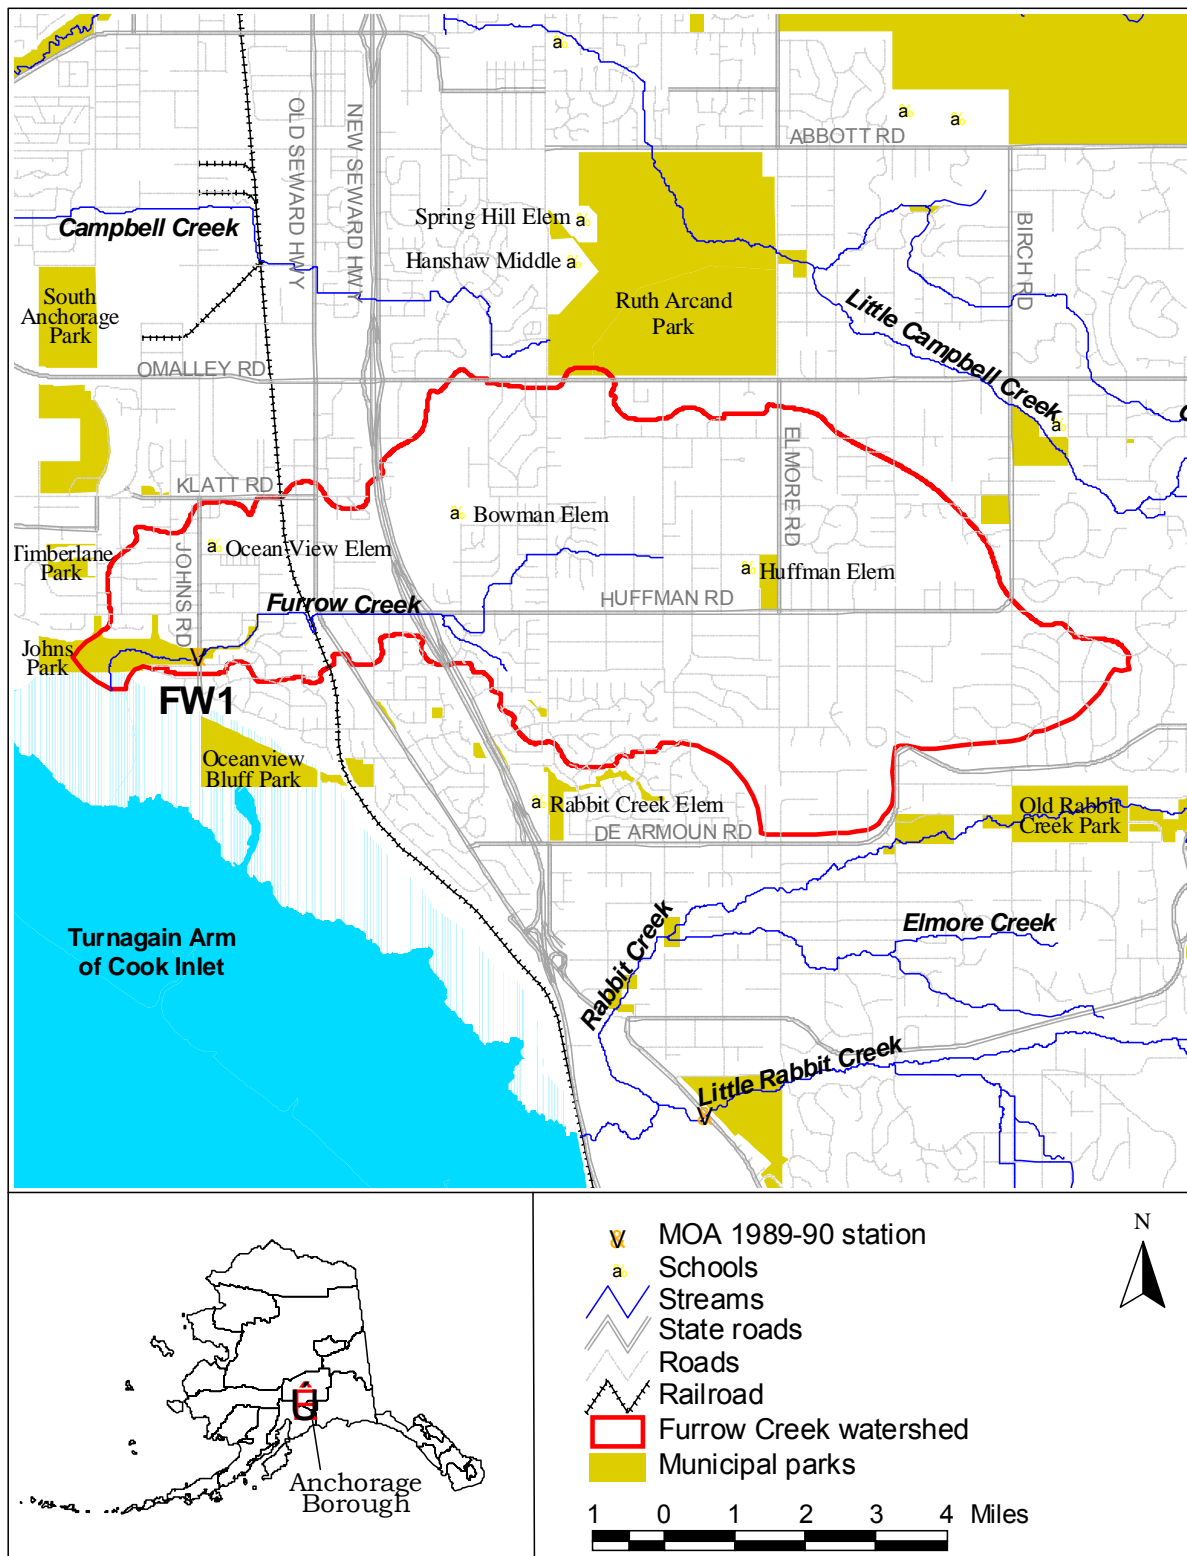 ABBOTT RD
OLD SEWARD HWY
NEW SEWARD HWY
BIRCH RD
Campbell Creek
Spring Hill Elem
Hanshaw Middle
South
Anchorage
Park
Ruth Arcand
Park
Little Campbell Creek
OMALLEY RD
ELMORE RD
KLATT RD
Bowman Elem
JOHNS RD
Ocean View Elem
Timberlane
Park
Huffman Elem
Furrow Creek
HUFFMAN RD
Johns
Park
FW1
Oceanview
Bluff Park
Rabbit Creek Elem
DE ARMOUN RD
Old Rabbit
Creek Park
Rabbit Creek
Elmore Creek
Turnagain Arm
of Cook Inlet
Little Rabbit Creek
Anchorage
Borough
MOA 1989-90 station
Schools
Streams
State roads
Roads
Railroad
Furrow Creek watershed
Municipal parks
N
1 0 1 2 3 4 Miles